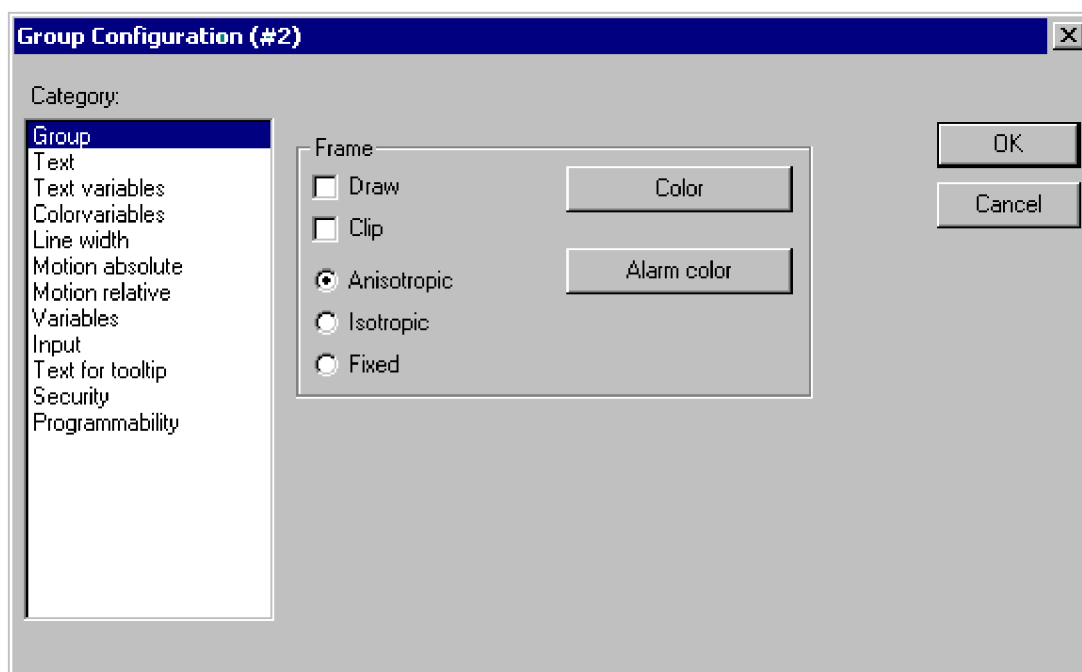 Group Configuration (#2)
Category:
Group
Text
Text variables
Colorvariables
Line width
Motion absolute
Motion relative
Variables
Input
Text for tooltip
Security
Programmability
Frame
Draw
Clip
Anisotropic
Isotropic
Fixed
Color
Alarm color
OK
Cancel